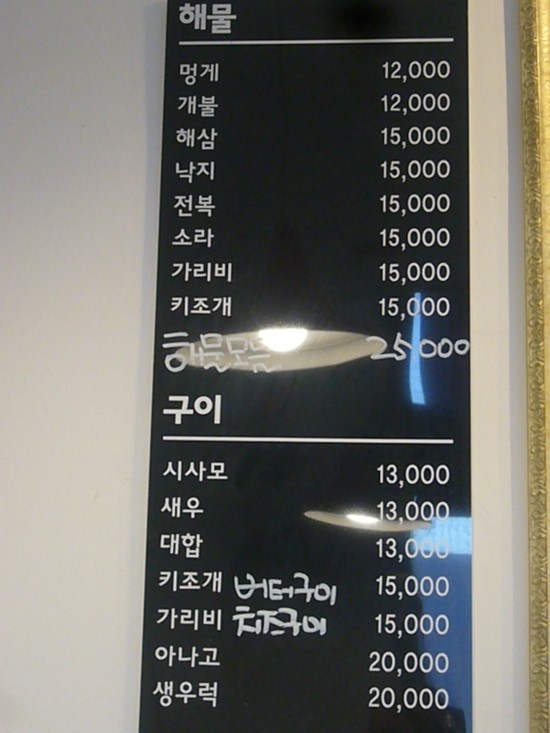 해물
멍게 12,000
개불 12,000
해삼 15,000
낙지 15,000
전복 15,000
소라 15,000
가리비 15,000
키조개 15,000
해물모듬 25,000
구이
시사모 13,000
새우 13,000
대합 13,000
키조개 버터구이 15,000
가리비 치즈구이 15,000
아나고 20,000
생우럭 20,000